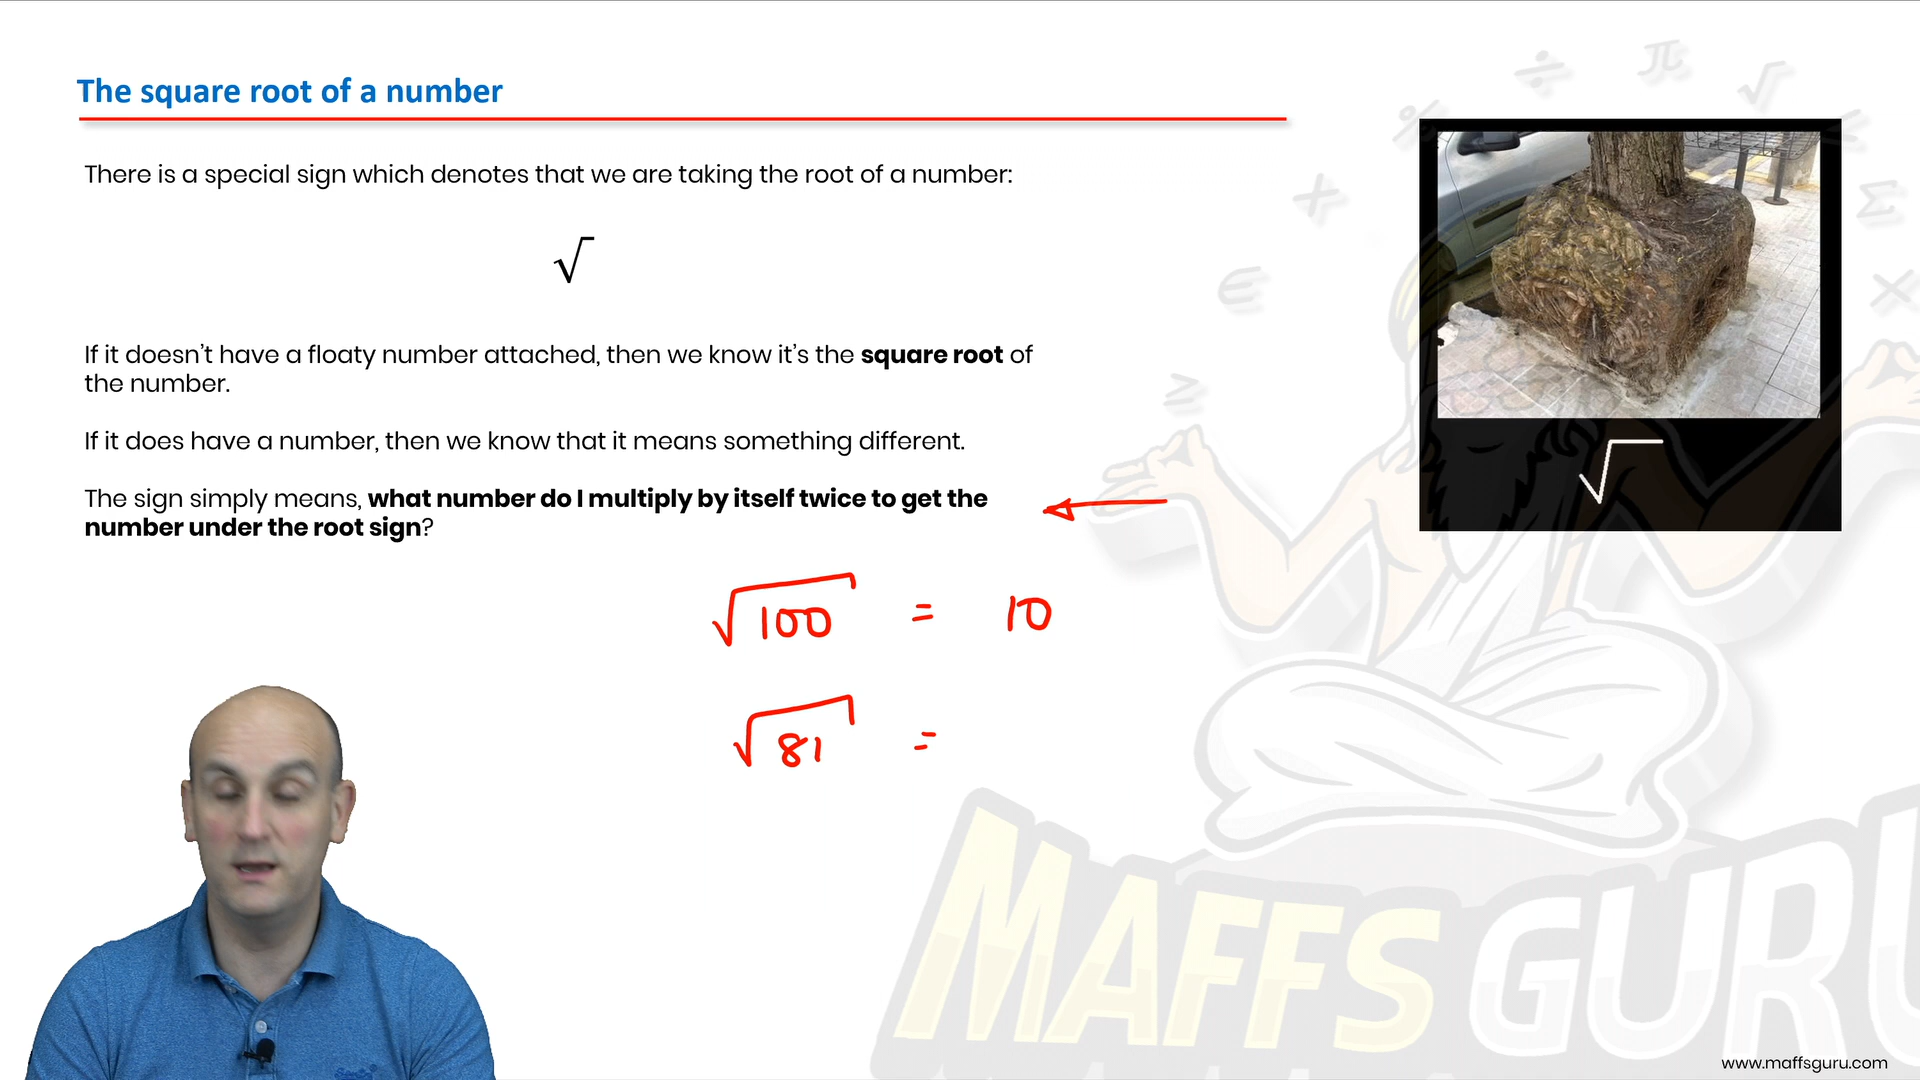 The square root of a number
There is a special sign which denotes that we are taking the root of a number:
√
If it doesn’t have a floaty number attached, then we know it’s the square root of
the number.
If it does have a number, then we know that it means something different.
The sign simply means, what number do I multiply by itself twice to get the
number under the root sign?
√100 = 10
√81 =
√
% ÷ π √ ≤
+ Σ
∈ ×
≥
MAFFS GURU
www.maffsguru.com